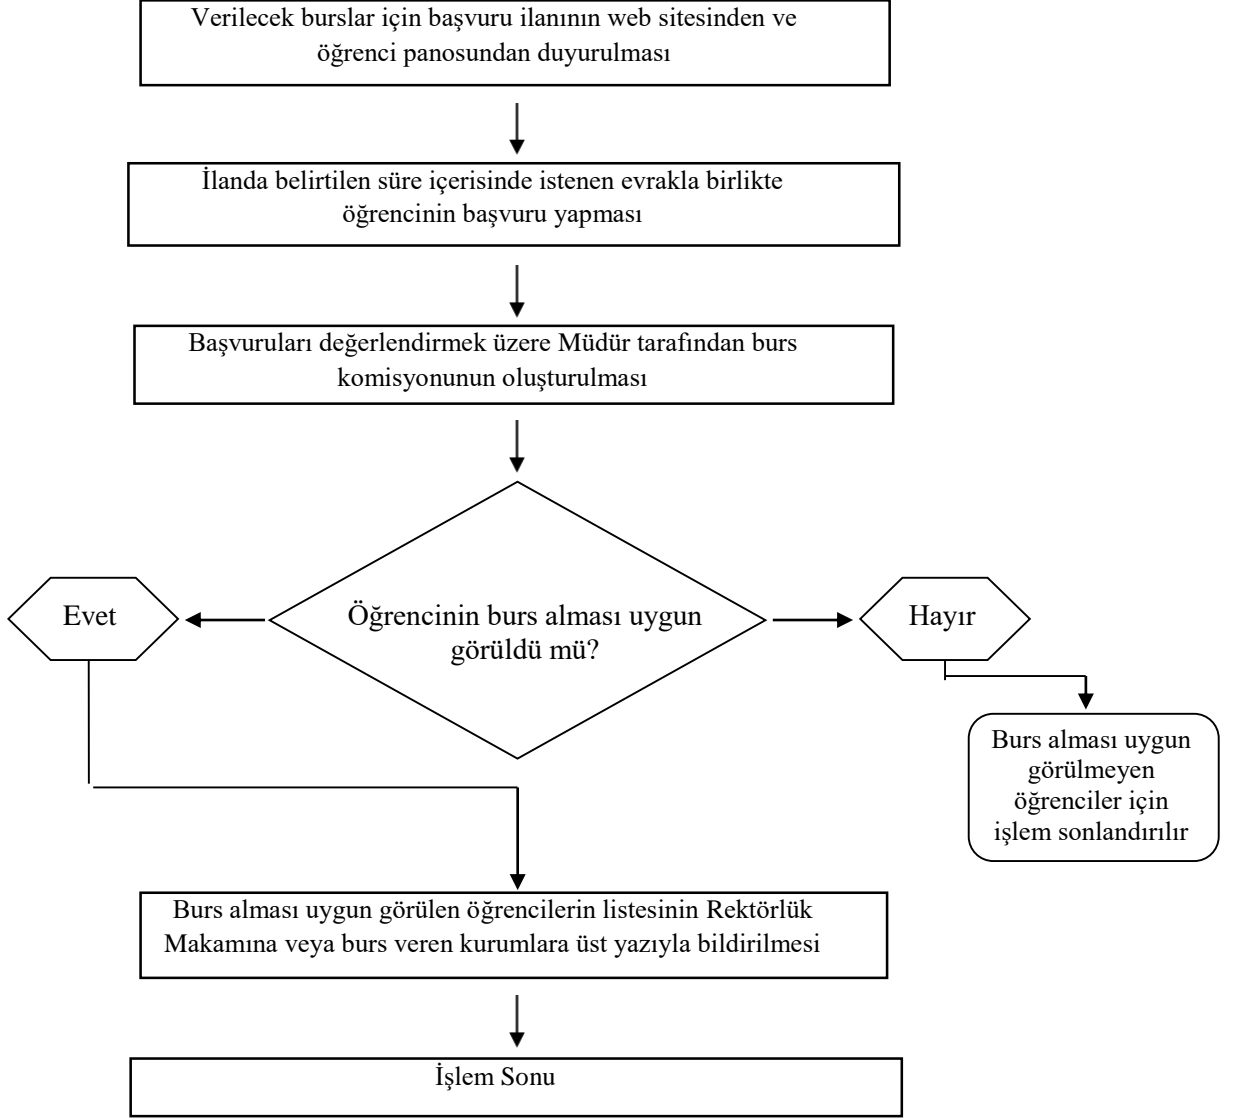 Verilecek burslar için başvuru ilanının web sitesinden ve
öğrenci panosundan duyurulması
İlanda belirtilen süre içerisinde istenen evrakla birlikte
öğrencinin başvuru yapması
Başvuruları değerlendirmek üzere Müdür tarafından burs
komisyonunun oluşturulması
Evet
Öğrencinin burs alması uygun
görüldü mü?
Hayır
Burs alması uygun
görülmeyen
öğrenciler için
işlem sonlandırılır
Burs alması uygun görülen öğrencilerin listesinin Rektörlük
Makamına veya burs veren kurumlara üst yazıyla bildirilmesi
İşlem Sonu